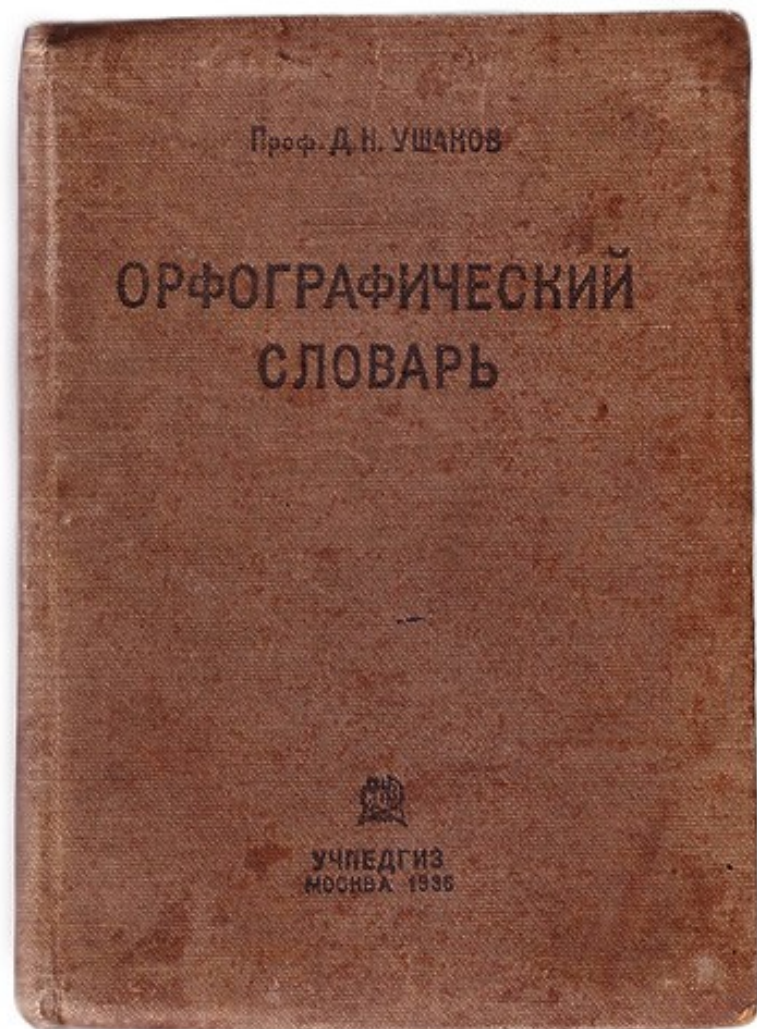 Проф. Д. Н. УШАКОВ
ОРФОГРАФИЧЕСКИЙ
СЛОВАРЬ
УЧПЕДГИЗ
МОСКВА 1936